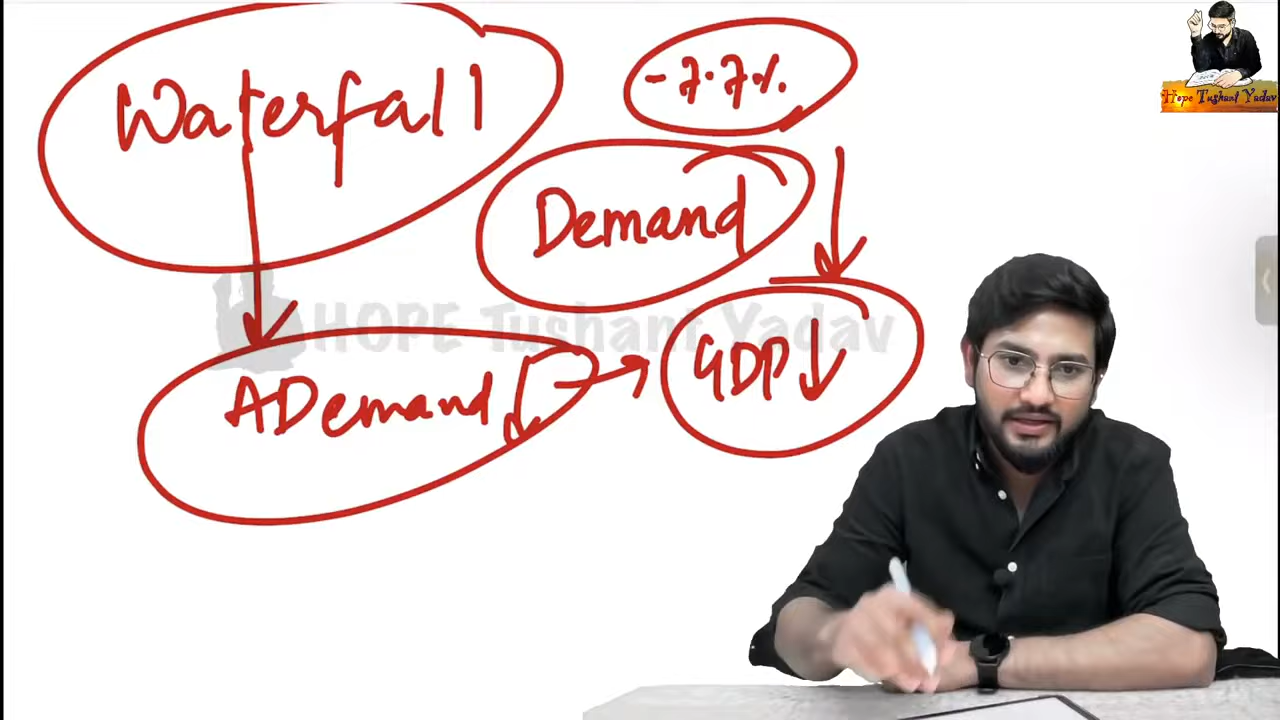 Waterfall
-7.7%
Demand
HOPE Tushant Yadav
ADemand ↓ → GDP↓
Hope Tushant Yadav